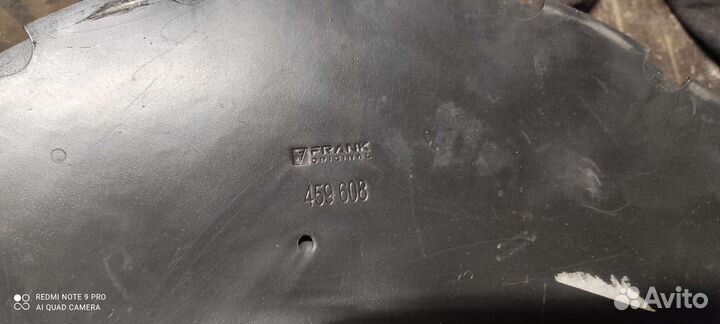 FRANK
ORIGINAL
459 608
REDMI NOTE 9 PRO
AI QUAD CAMERA
Avito